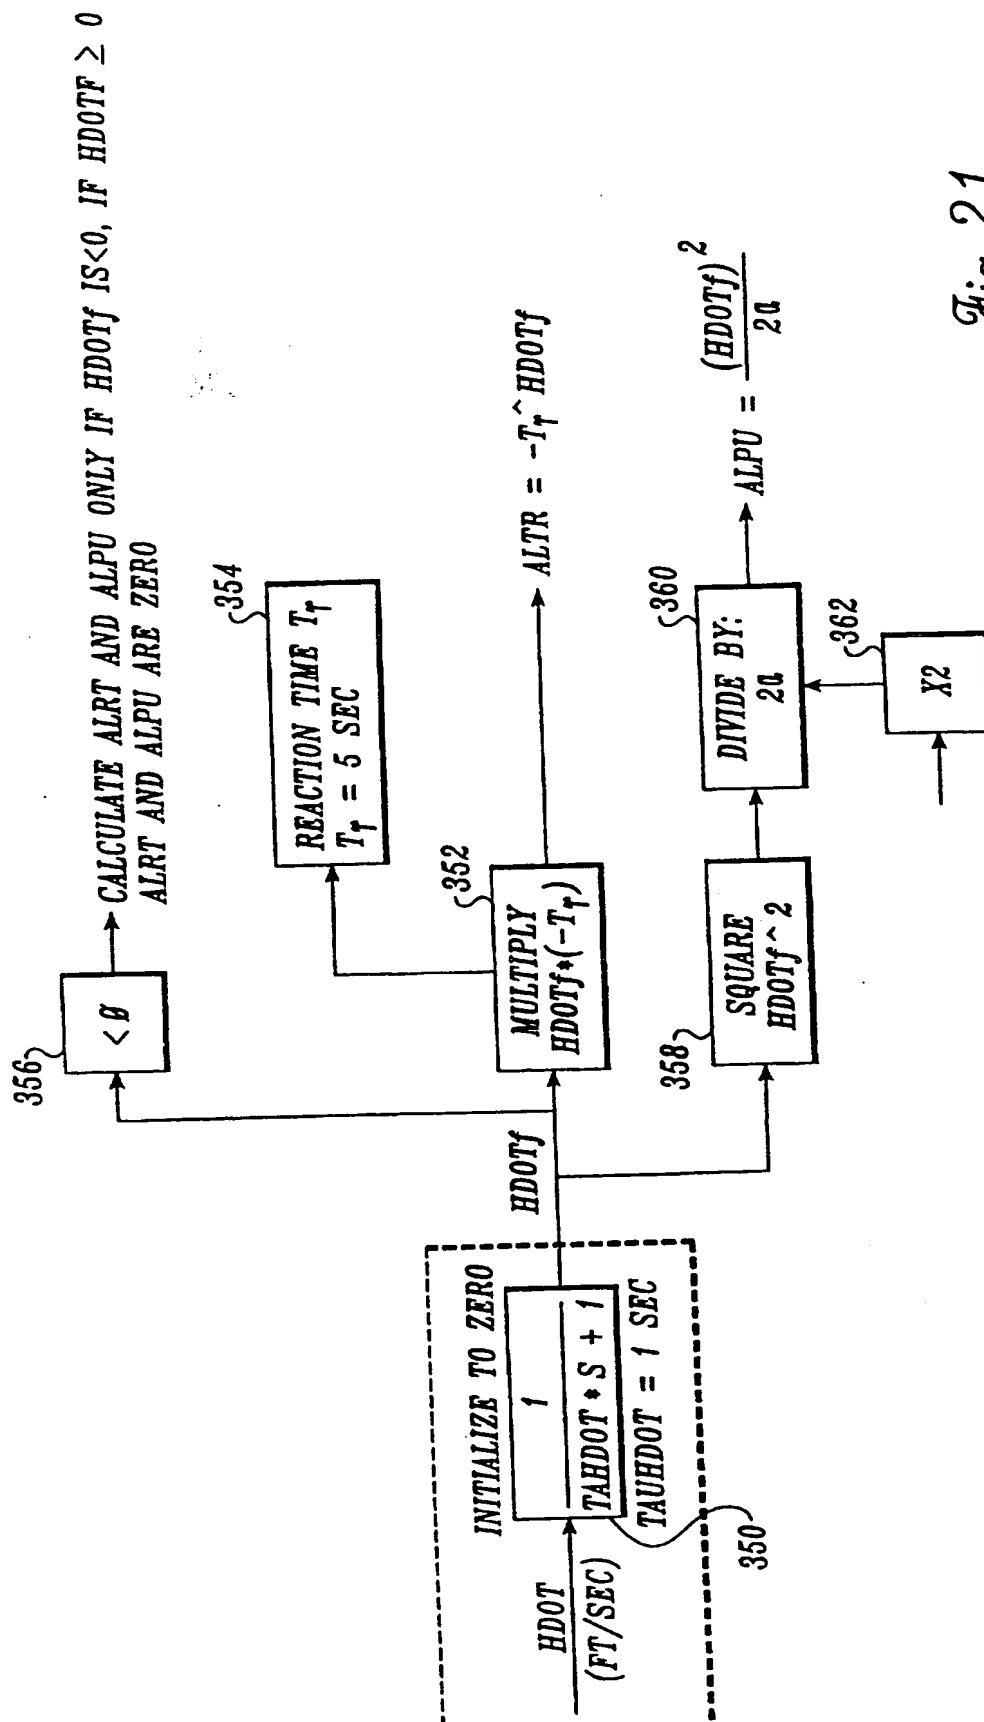 356
< Ø
CALCULATE ALRT AND ALPU ONLY IF HDOTf IS<0, IF HDOTF ≥ 0
ALRT AND ALPU ARE ZERO
354
REACTION TIME Tr
Tr = 5 SEC
INITIALIZE TO ZERO
HDOT
(FT/SEC)
1
TAHDOT * S + 1
TAUHDOT = 1 SEC
350
HDOTf
352
MULTIPLY
HDOTf*(-Tr)
ALTR = -Tr^HDOTf
358
SQUARE
HDOTf^2
360
DIVIDE BY:
2a
ALPU = (HDOTf)^2
2a
362
X2
Fig. 21